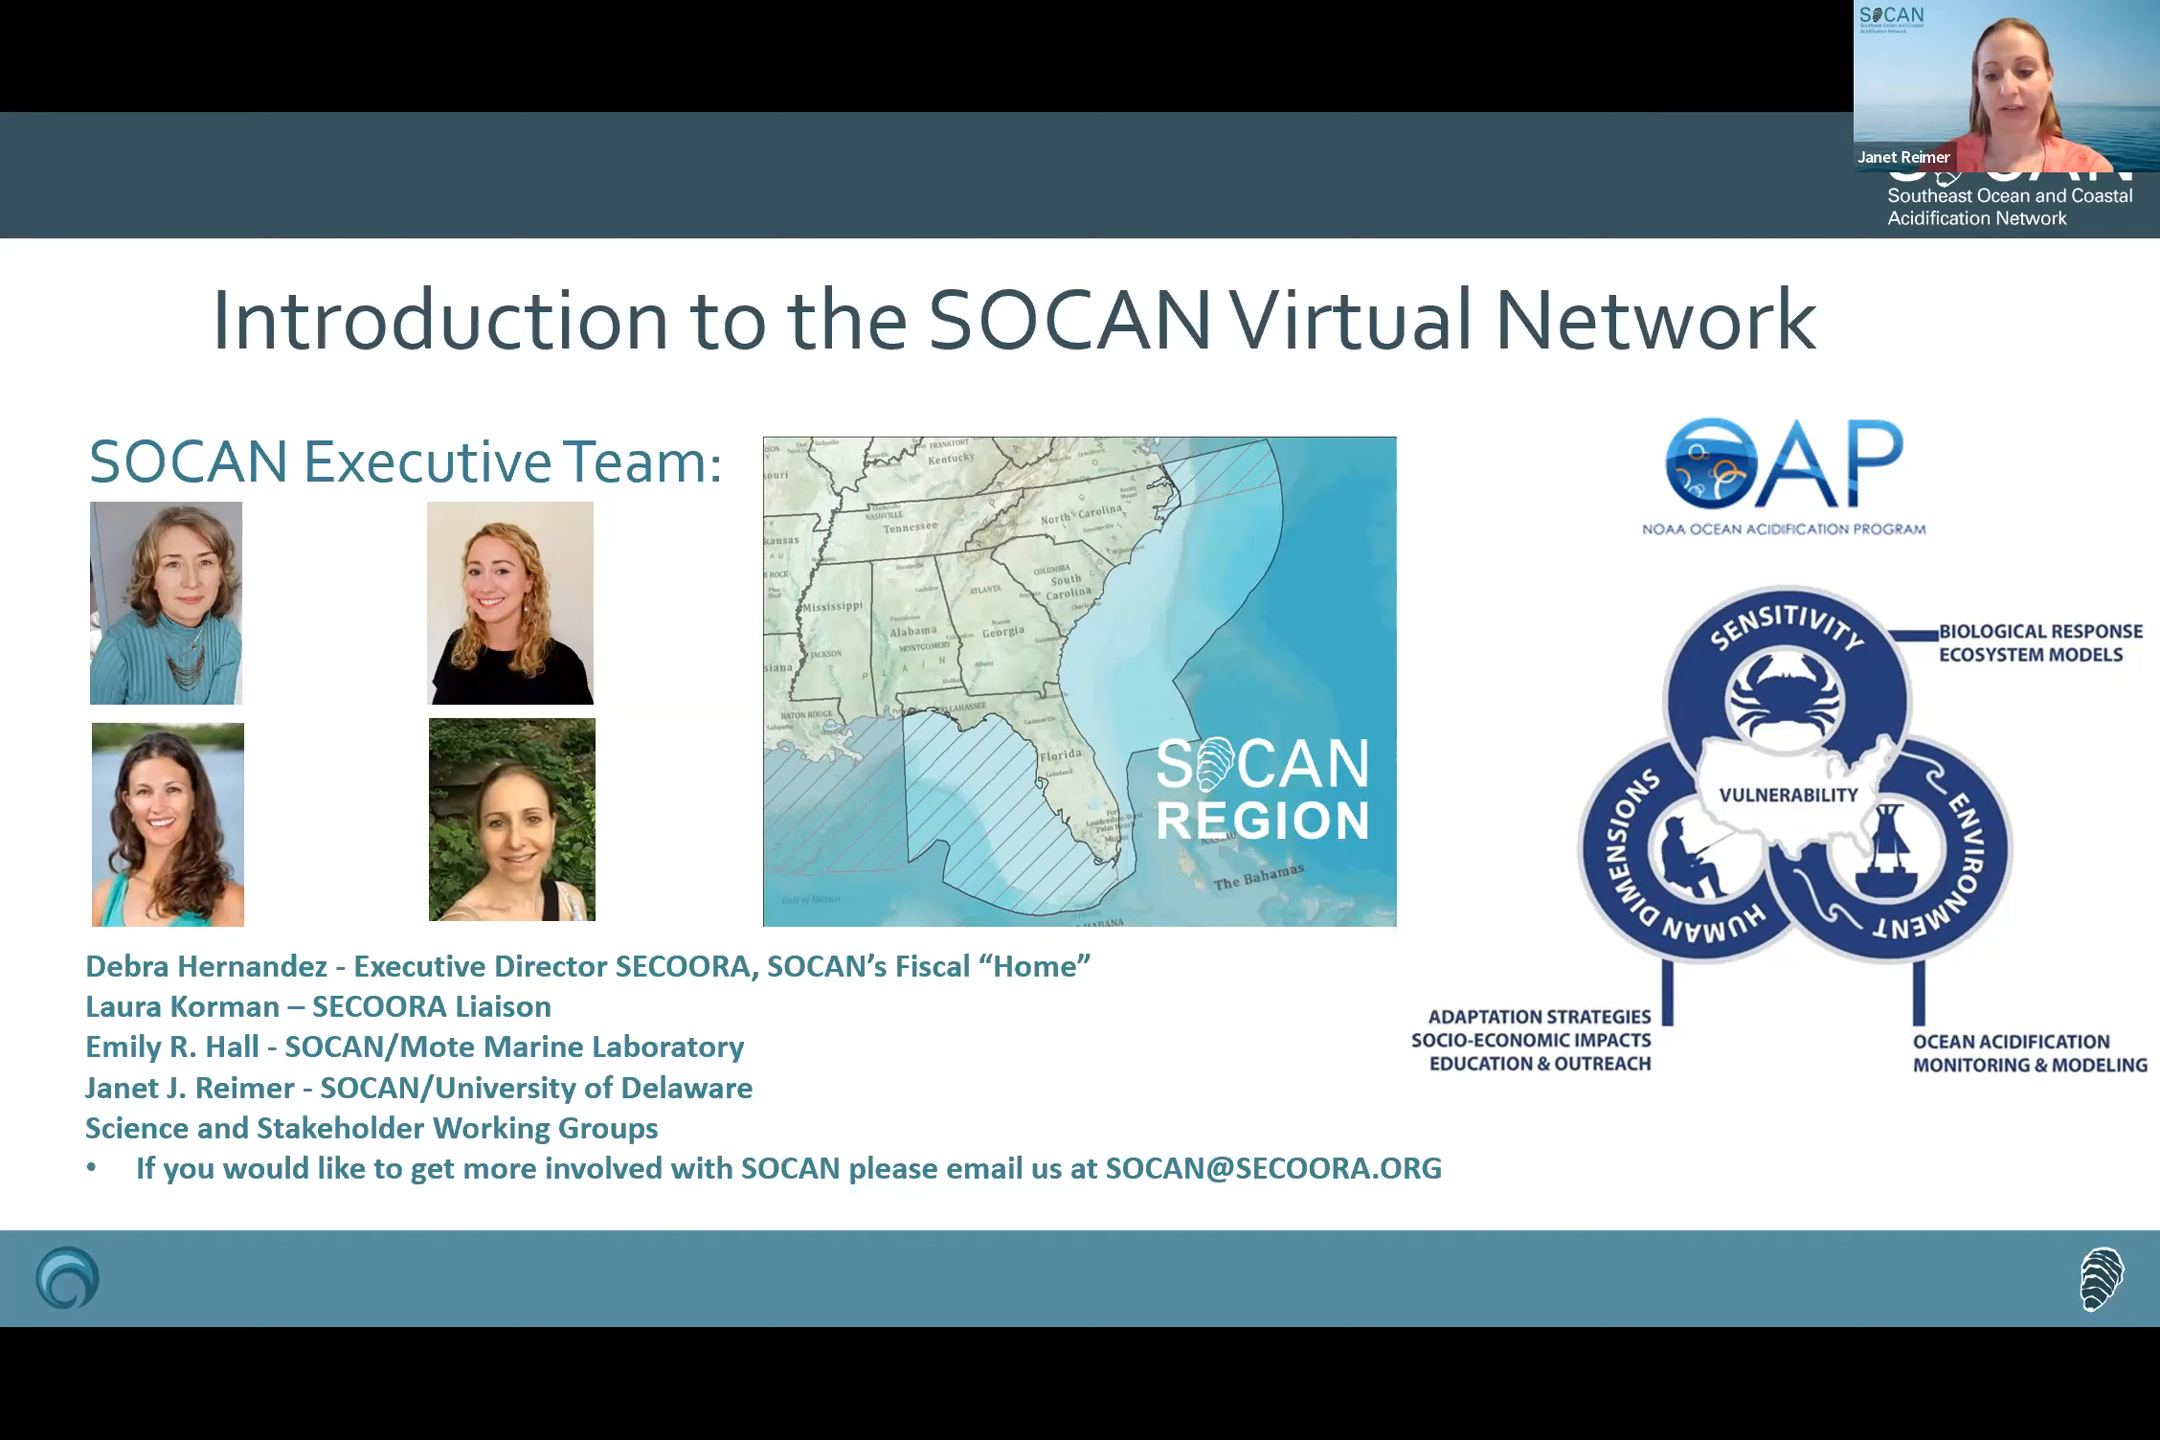 SOCAN
Janet Reimer
Southeast Ocean and Coastal
Acidification Network
Introduction to the SOCAN Virtual Network
SOCAN Executive Team:
Kentucky
FRANKFORT
NASHVILLE
Tennessee
North Carolina
COLUMBIA
South
Carolina
ATLANTA
Mississippi
Alabama
Georgia
MONTGOMERY
JACKSON
BATON ROUGE
Florida
Gulf of Mexico
The Bahamas
SOCAN
REGION
OAP
NOAA OCEAN ACIDIFICATION PROGRAM
SENSITIVITY
BIOLOGICAL RESPONSE
ECOSYSTEM MODELS
VULNERABILITY
HUMAN DIMENSIONS
ENVIRONMENT
ADAPTATION STRATEGIES
SOCIO-ECONOMIC IMPACTS
EDUCATION & OUTREACH
OCEAN ACIDIFICATION
MONITORING & MODELING
Debra Hernandez - Executive Director SECOORA, SOCAN’s Fiscal “Home”
Laura Korman – SECOORA Liaison
Emily R. Hall - SOCAN/Mote Marine Laboratory
Janet J. Reimer - SOCAN/University of Delaware
Science and Stakeholder Working Groups
• If you would like to get more involved with SOCAN please email us at SOCAN@SECOORA.ORG